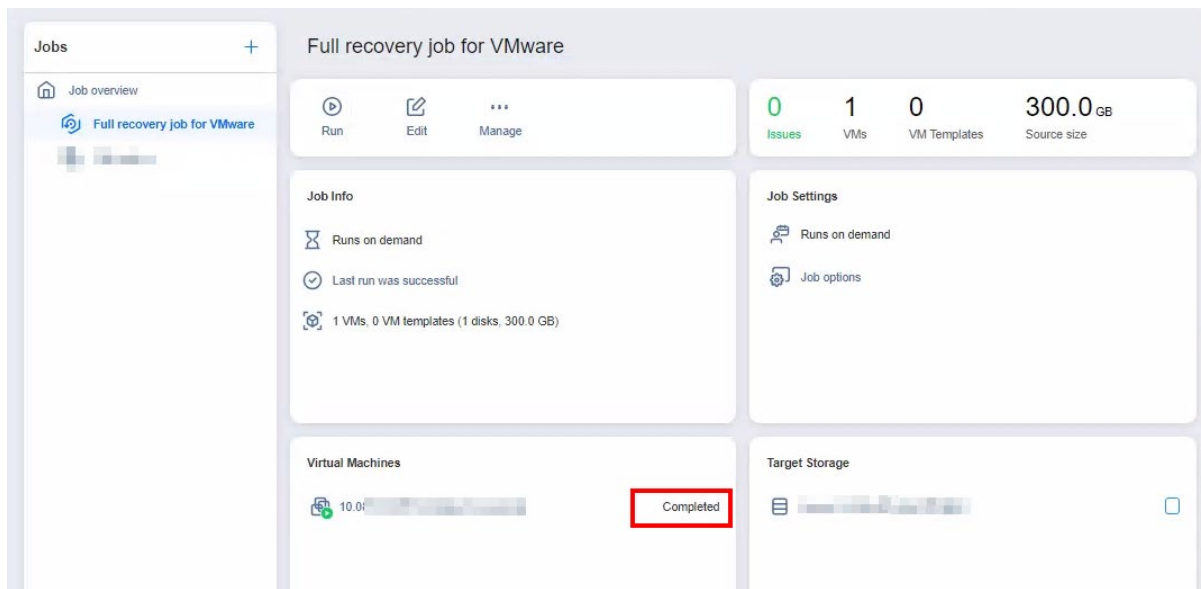 Jobs +
Job overview
Full recovery job for VMware
Full recovery job for VMware
Run Edit Manage
0 Issues 1 VMs 0 VM Templates 300.0 GB Source size
Job Info
Runs on demand
Last run was successful
1 VMs, 0 VM templates (1 disks, 300.0 GB)
Job Settings
Runs on demand
Job options
Virtual Machines
Completed
Target Storage